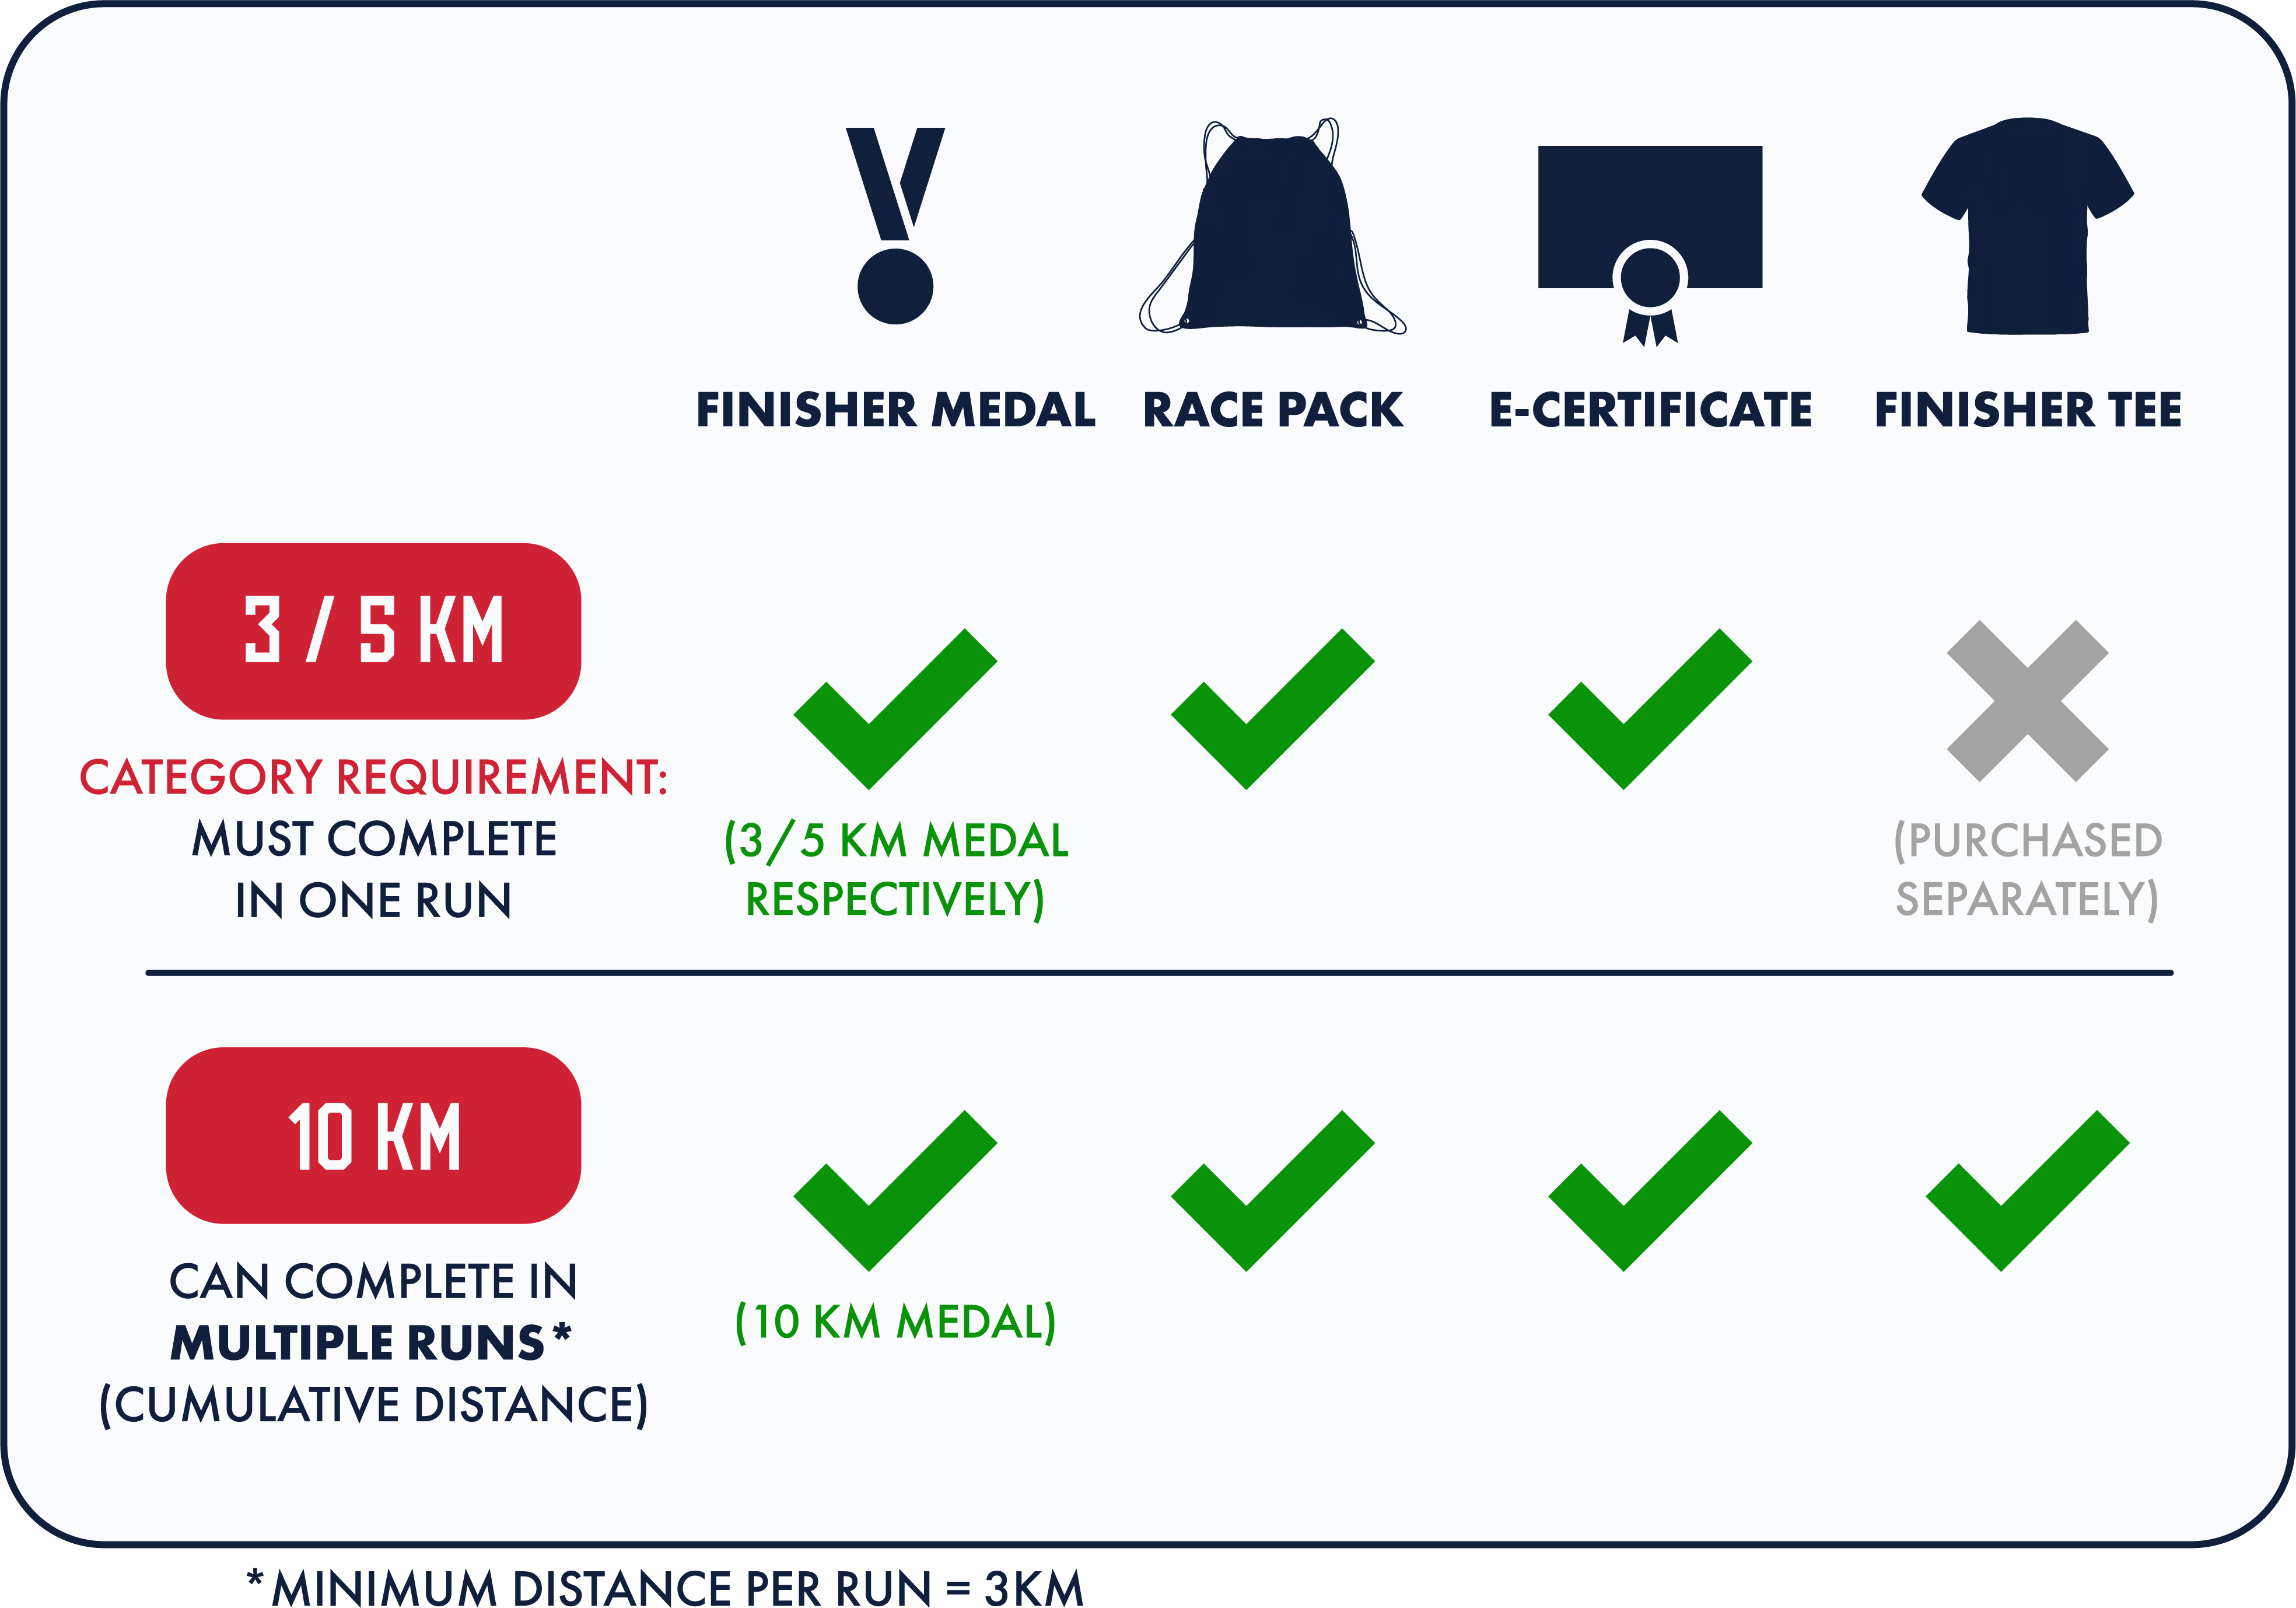 FINISHER MEDAL RACE PACK E-CERTIFICATE FINISHER TEE
3 / 5 KM
CATEGORY REQUIREMENT:
MUST COMPLETE
IN ONE RUN
(3/5 KM MEDAL
RESPECTIVELY)
(PURCHASED
SEPARATELY)
10 KM
CAN COMPLETE IN
MULTIPLE RUNS*
(CUMULATIVE DISTANCE)
(10 KM MEDAL)
*MINIMUM DISTANCE PER RUN = 3KM